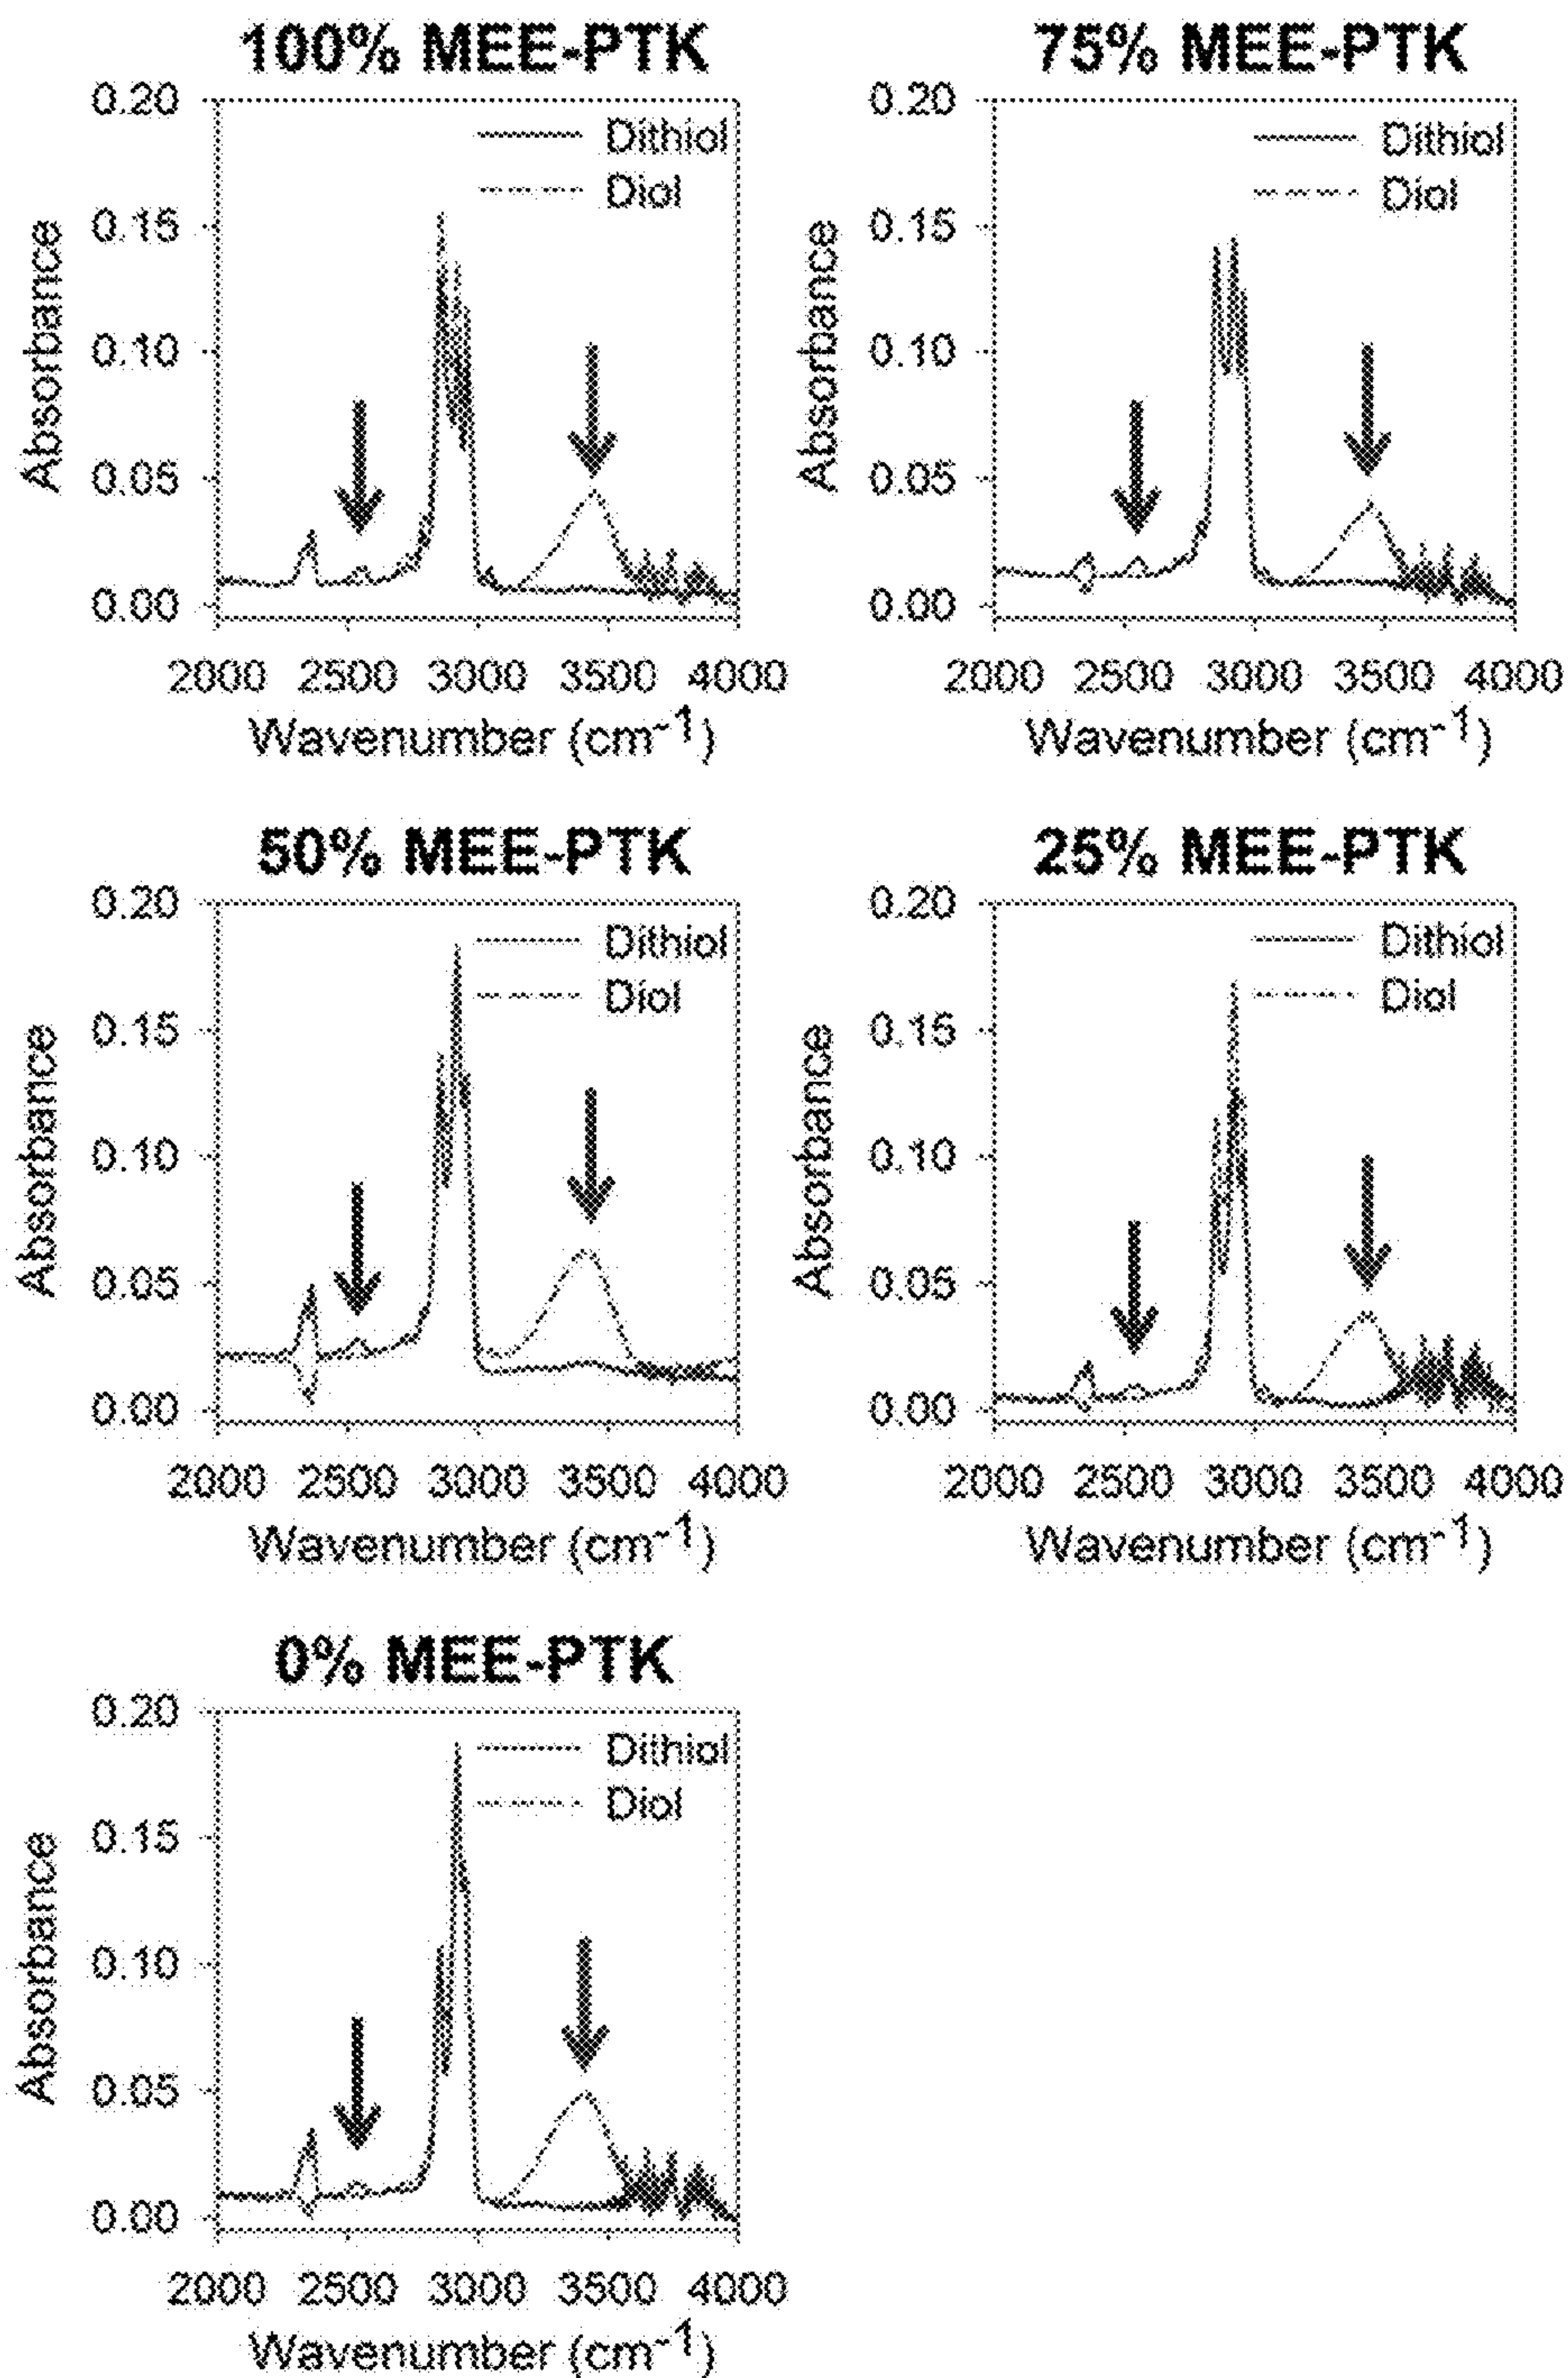 100% MEE-PTK
0.20
0.15
0.10
0.05
0.00
Absorbance
Dithiol
Diol
2000 2500 3000 3500 4000
Wavenumber (cm-1)
75% MEE-PTK
0.20
0.15
0.10
0.05
0.00
Absorbance
Dithiol
Diol
2000 2500 3000 3500 4000
Wavenumber (cm-1)
50% MEE-PTK
0.20
0.15
0.10
0.05
0.00
Absorbance
Dithiol
Diol
2000 2500 3000 3500 4000
Wavenumber (cm-1)
25% MEE-PTK
0.20
0.15
0.10
0.05
0.00
Absorbance
Dithiol
Diol
2000 2500 3000 3500 4000
Wavenumber (cm-1)
0% MEE-PTK
0.20
0.15
0.10
0.05
0.00
Absorbance
Dithiol
Diol
2000 2500 3000 3500 4000
Wavenumber (cm-1)